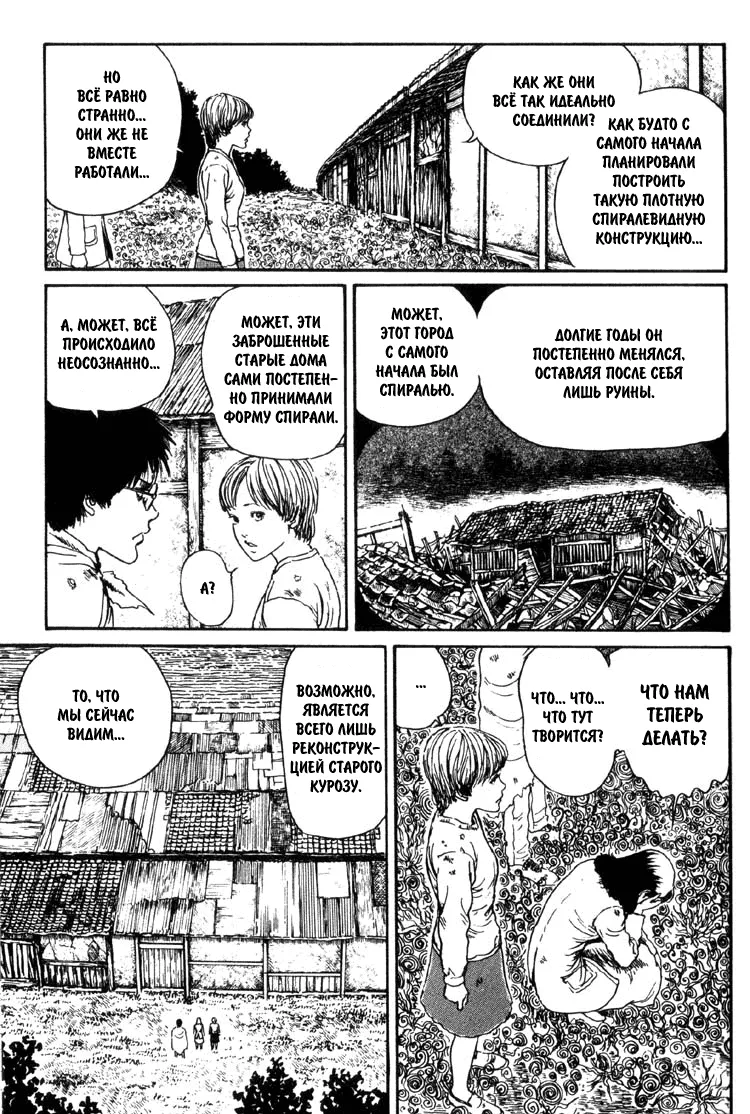 НО
ВСЁ РАВНО
СТРАННО...
ОНИ ЖЕ НЕ
ВМЕСТЕ
РАБОТАЛИ...
КАК ЖЕ ОНИ
ВСЁ ТАК ИДЕАЛЬНО
СОЕДИНИЛИ?
КАК БУДТО С
САМОГО НАЧАЛА
ПЛАНИРОВАЛИ
ПОСТРОИТЬ
ТАКУЮ ПЛОТНУЮ
СПИРАЛЕВИДНУЮ
КОНСТРУКЦИЮ...
А, МОЖЕТ, ВСЁ
ПРОИСХОДИЛО
НЕОСОЗНАННО...
МОЖЕТ, ЭТИ
ЗАБРОШЕННЫЕ
СТАРЫЕ ДОМА
САМИ ПОСТЕПЕН-
НО ПРИНИМАЛИ
ФОРМУ СПИРАЛИ.
А?
МОЖЕТ,
ЭТОТ ГОРОД
С САМОГО
НАЧАЛА БЫЛ
СПИРАЛЬЮ.
ДОЛГИЕ ГОДЫ ОН
ПОСТЕПЕННО МЕНЯЛСЯ,
ОСТАВЛЯЯ ПОСЛЕ СЕБЯ
ЛИШЬ РУИНЫ.
ТО, ЧТО
МЫ СЕЙЧАС
ВИДИМ...
ВОЗМОЖНО,
ЯВЛЯЕТСЯ
ВСЕГО ЛИШЬ
РЕКОНСТРУК-
ЦИЕЙ СТАРОГО
КУРОЗУ.
...
ЧТО... ЧТО...
ЧТО ТУТ
ТВОРИТСЯ?
ЧТО НАМ
ТЕПЕРЬ
ДЕЛАТЬ?